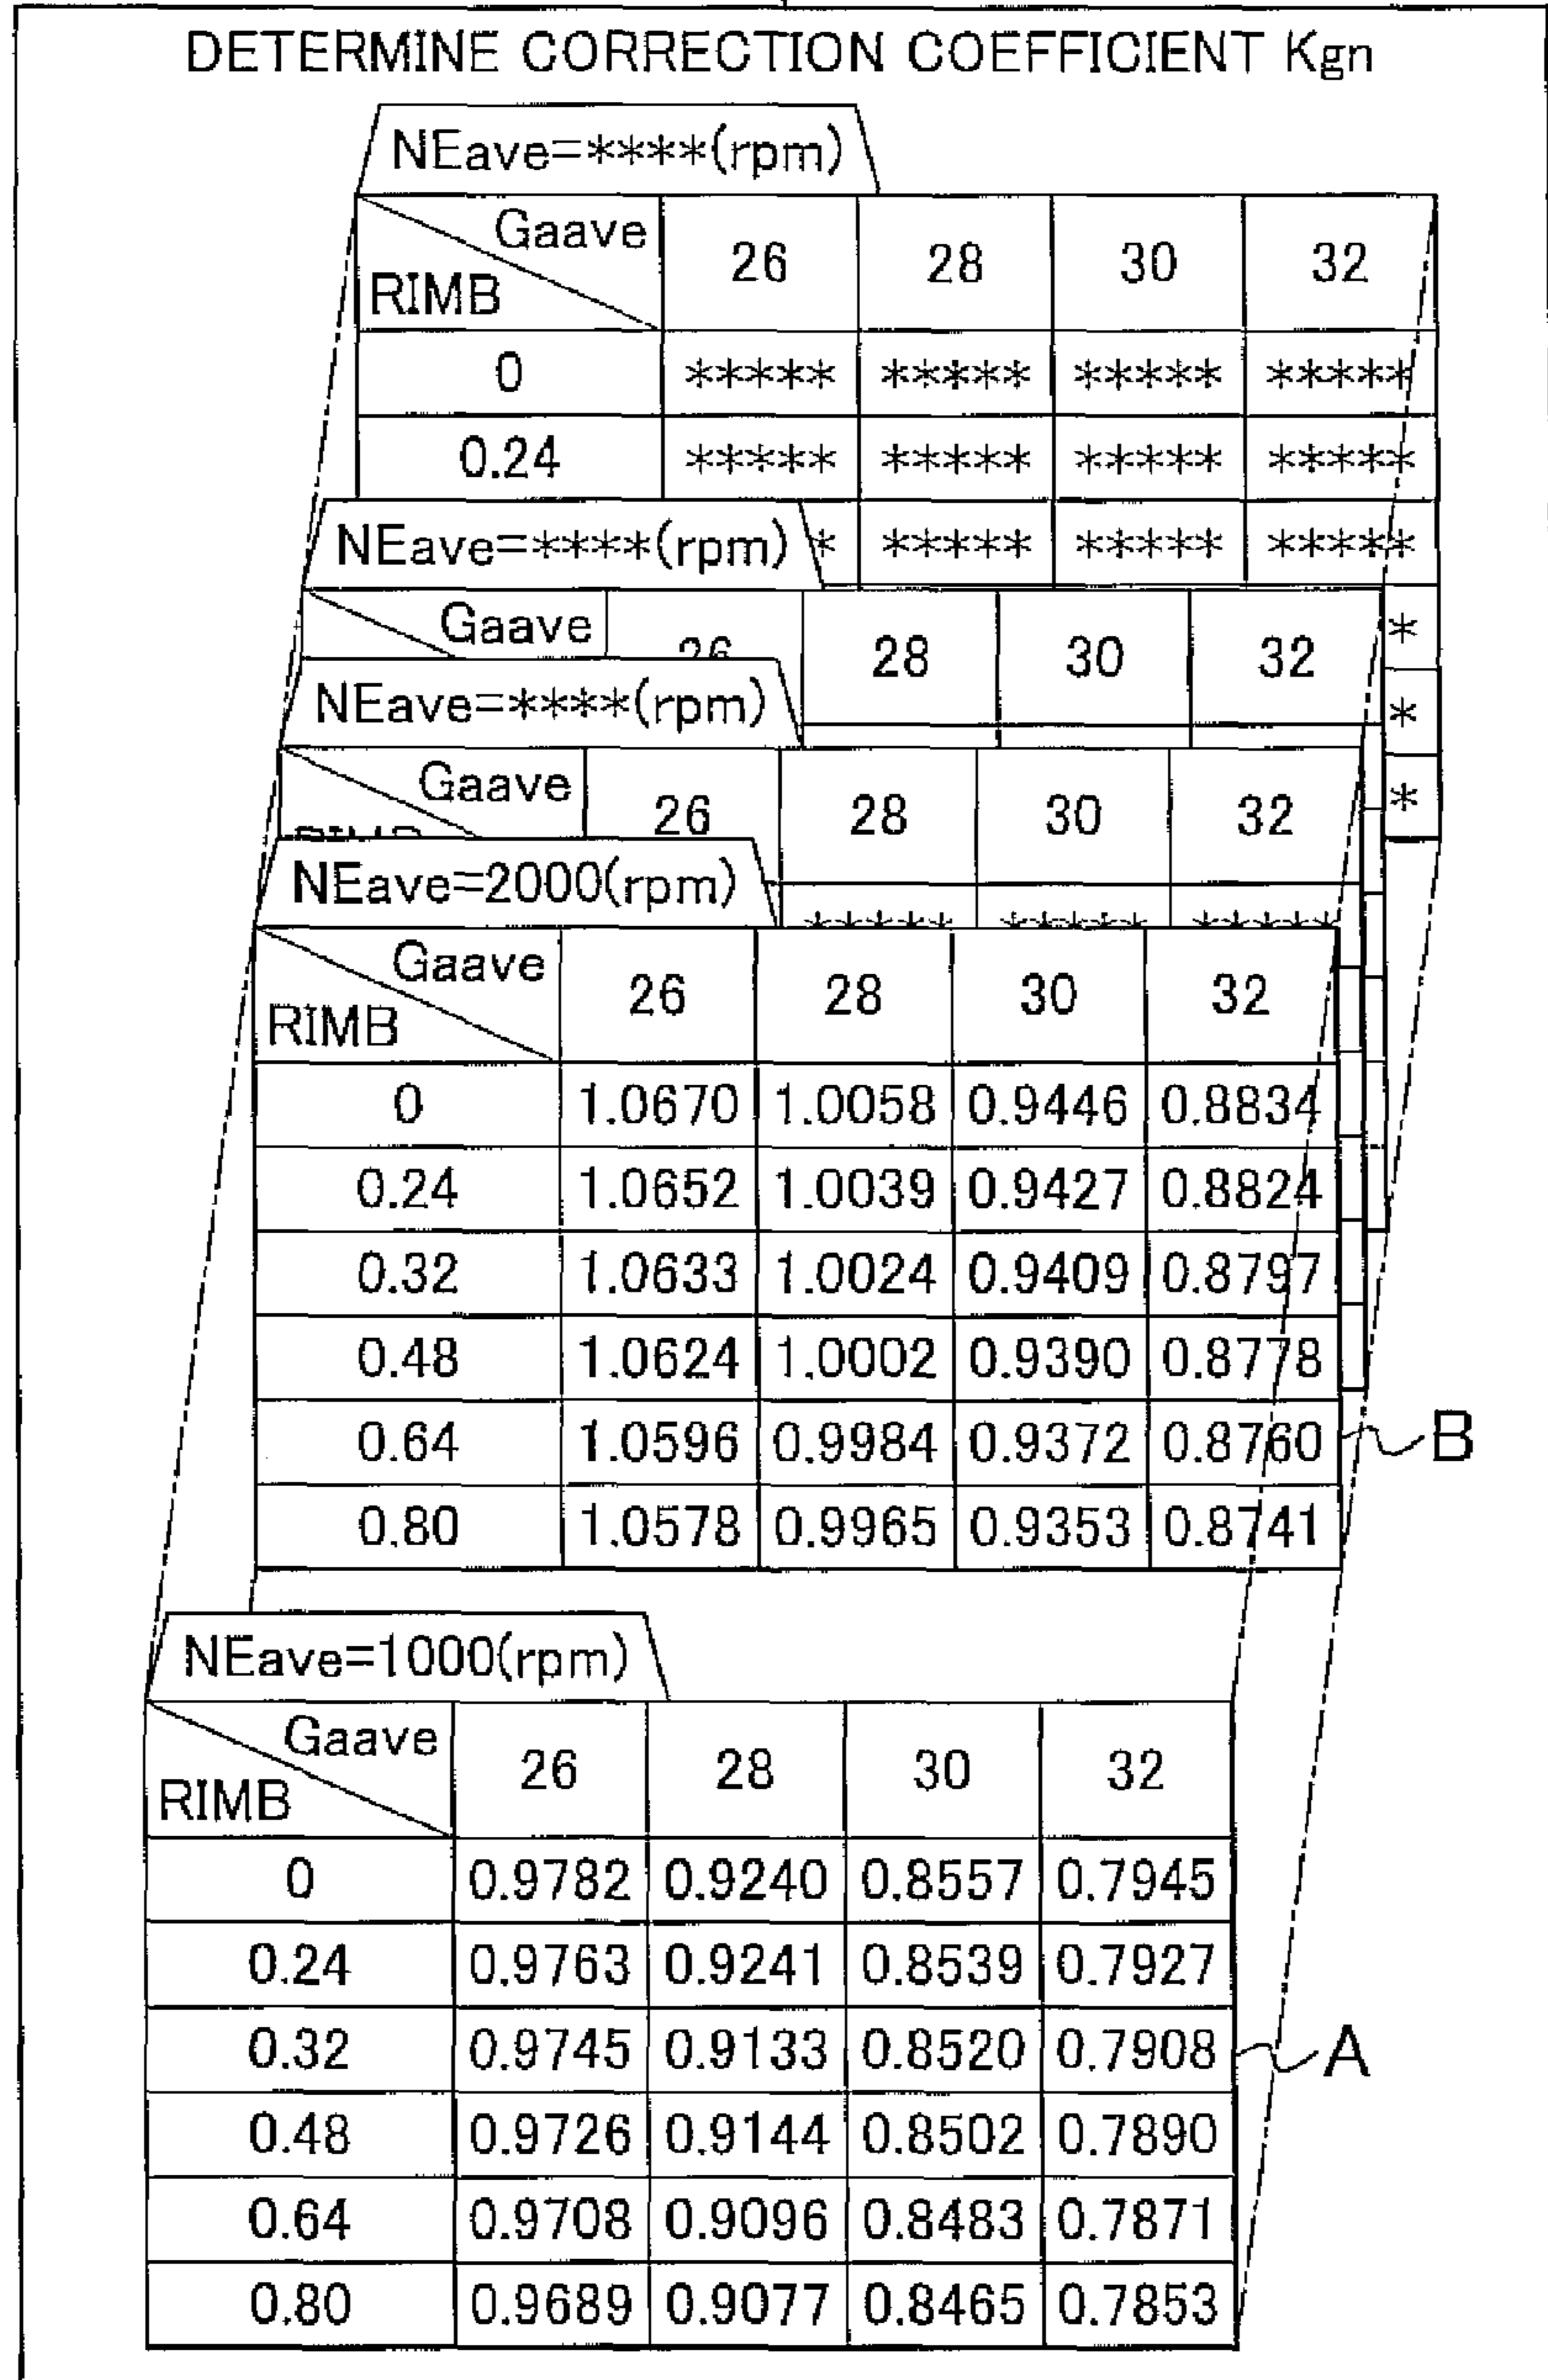 DETERMINE CORRECTION COEFFICIENT Kgn
NEave=****(rpm)
Gaave 26 28 30 32
RIMB
0 ***** ***** ***** *****
0.24 ***** ***** ***** *****
NEave=****(rpm) * ***** ***** *****
Gaave 26 28 30 32 *
NEave=****(rpm) *
Gaave 26 28 30 32 *
RIMB
NEave=2000(rpm) ***** ***** *****
Gaave 26 28 30 32
RIMB
0 1.0670 1.0058 0.9446 0.8834
0.24 1.0652 1.0039 0.9427 0.8824
0.32 1.0633 1.0024 0.9409 0.8797
0.48 1.0624 1.0002 0.9390 0.8778
0.64 1.0596 0.9984 0.9372 0.8760 B
0.80 1.0578 0.9965 0.9353 0.8741
NEave=1000(rpm)
Gaave 26 28 30 32
RIMB
0 0.9782 0.9240 0.8557 0.7945
0.24 0.9763 0.9241 0.8539 0.7927
0.32 0.9745 0.9133 0.8520 0.7908 A
0.48 0.9726 0.9144 0.8502 0.7890
0.64 0.9708 0.9096 0.8483 0.7871
0.80 0.9689 0.9077 0.8465 0.7853